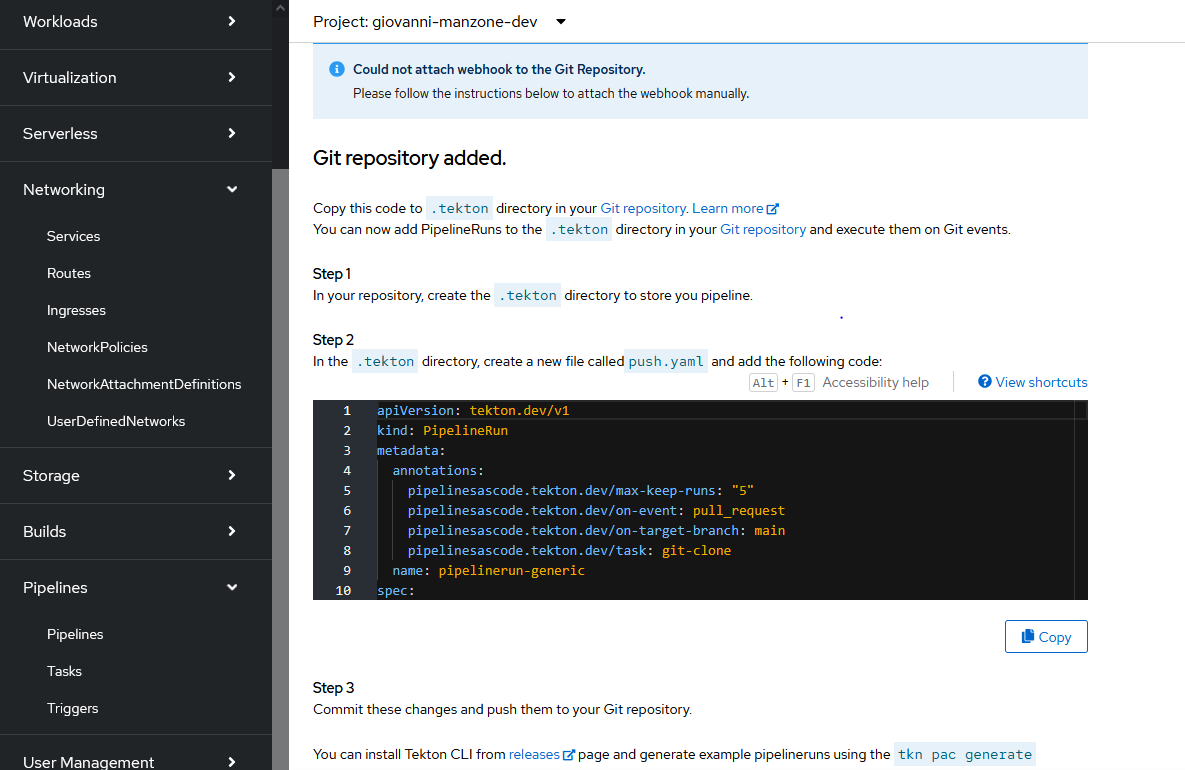 Workloads
Virtualization
Serverless
Networking
Services
Routes
Ingresses
NetworkPolicies
NetworkAttachmentDefinitions
UserDefinedNetworks
Storage
Builds
Pipelines
Pipelines
Tasks
Triggers
User Management
Project: giovanni-manzone-dev
Could not attach webhook to the Git Repository.
Please follow the instructions below to attach the webhook manually.
Git repository added.
Copy this code to .tekton directory in your Git repository. Learn more
You can now add PipelineRuns to the .tekton directory in your Git repository and execute them on Git events.
Step 1
In your repository, create the .tekton directory to store you pipeline.
Step 2
In the .tekton directory, create a new file called push.yaml and add the following code:
Alt + F1 Accessibility help View shortcuts
1 apiVersion: tekton.dev/v1
2 kind: PipelineRun
3 metadata:
4 annotations:
5 pipelinesascode.tekton.dev/max-keep-runs: "5"
6 pipelinesascode.tekton.dev/on-event: pull_request
7 pipelinesascode.tekton.dev/on-target-branch: main
8 pipelinesascode.tekton.dev/task: git-clone
9 name: pipelinerun-generic
10 spec:
Copy
Step 3
Commit these changes and push them to your Git repository.
You can install Tekton CLI from releases page and generate example pipelineruns using the tkn pac generate